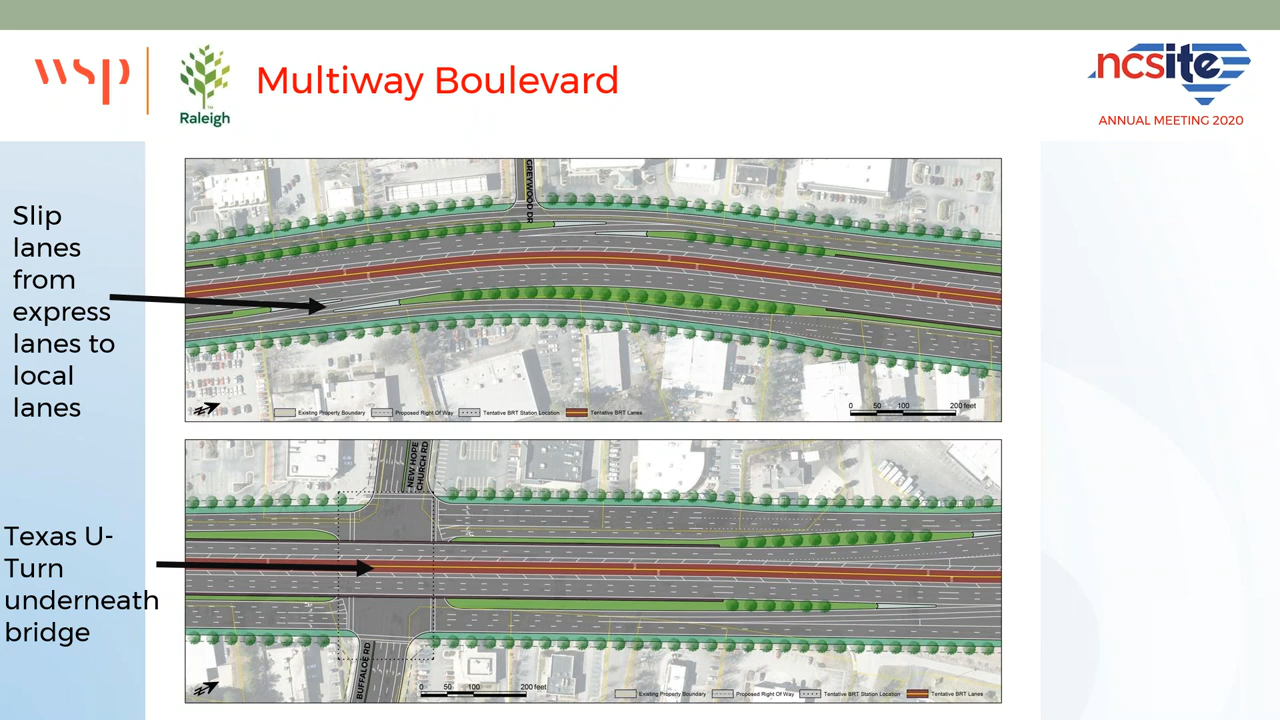 wsp
Raleigh
TM
Multiway Boulevard
ncsite
ANNUAL MEETING 2020
Slip
lanes
from
express
lanes to
local
lanes
GREYWOOD DR
N
Existing Property Boundary
Proposed Right Of Way
Tentative BRT Station Location
Tentative BRT Lanes
0 50 100 200 feet
Texas U-
Turn
underneath
bridge
NEW HOPE
CHURCH RD
BUFFALOE RD
N
0 50 100 200 feet
Existing Property Boundary
Proposed Right Of Way
Tentative BRT Station Location
Tentative BRT Lanes